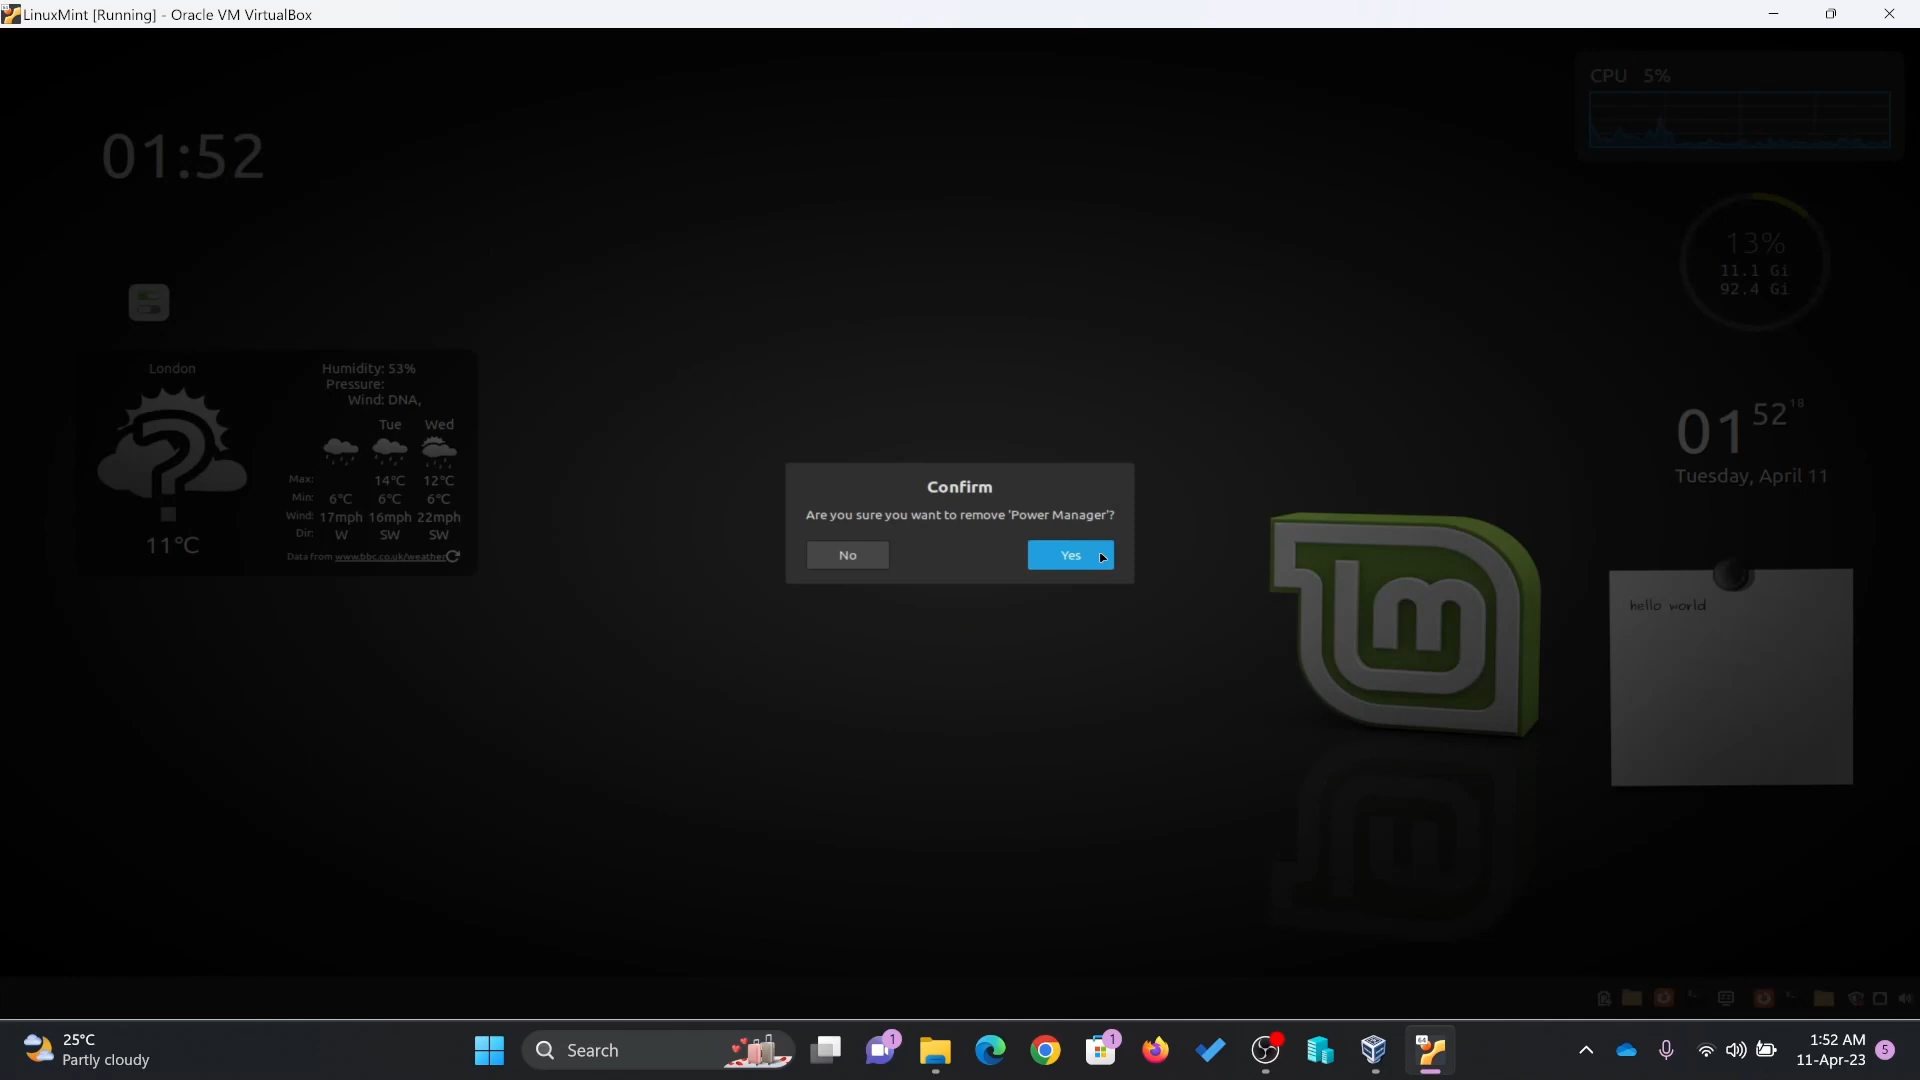 LinuxMint [Running] - Oracle VM VirtualBox
CPU 5%
01:52
13%
11.1 Gi
92.4 Gi
London
Humidity: 53%
Pressure:
Wind: DNA,
Tue Wed
Max: 14°C 12°C
Min: 6°C 6°C 6°C
Wind: 17mph 16mph 22mph
Dir: W SW SW
11°C
Data from www.bbc.co.uk/weather
Confirm
Are you sure you want to remove 'Power Manager'?
No Yes
01 52 18
Tuesday, April 11
hello world
25°C
Partly cloudy
Search
1
1
64
1:52 AM
11-Apr-23
5